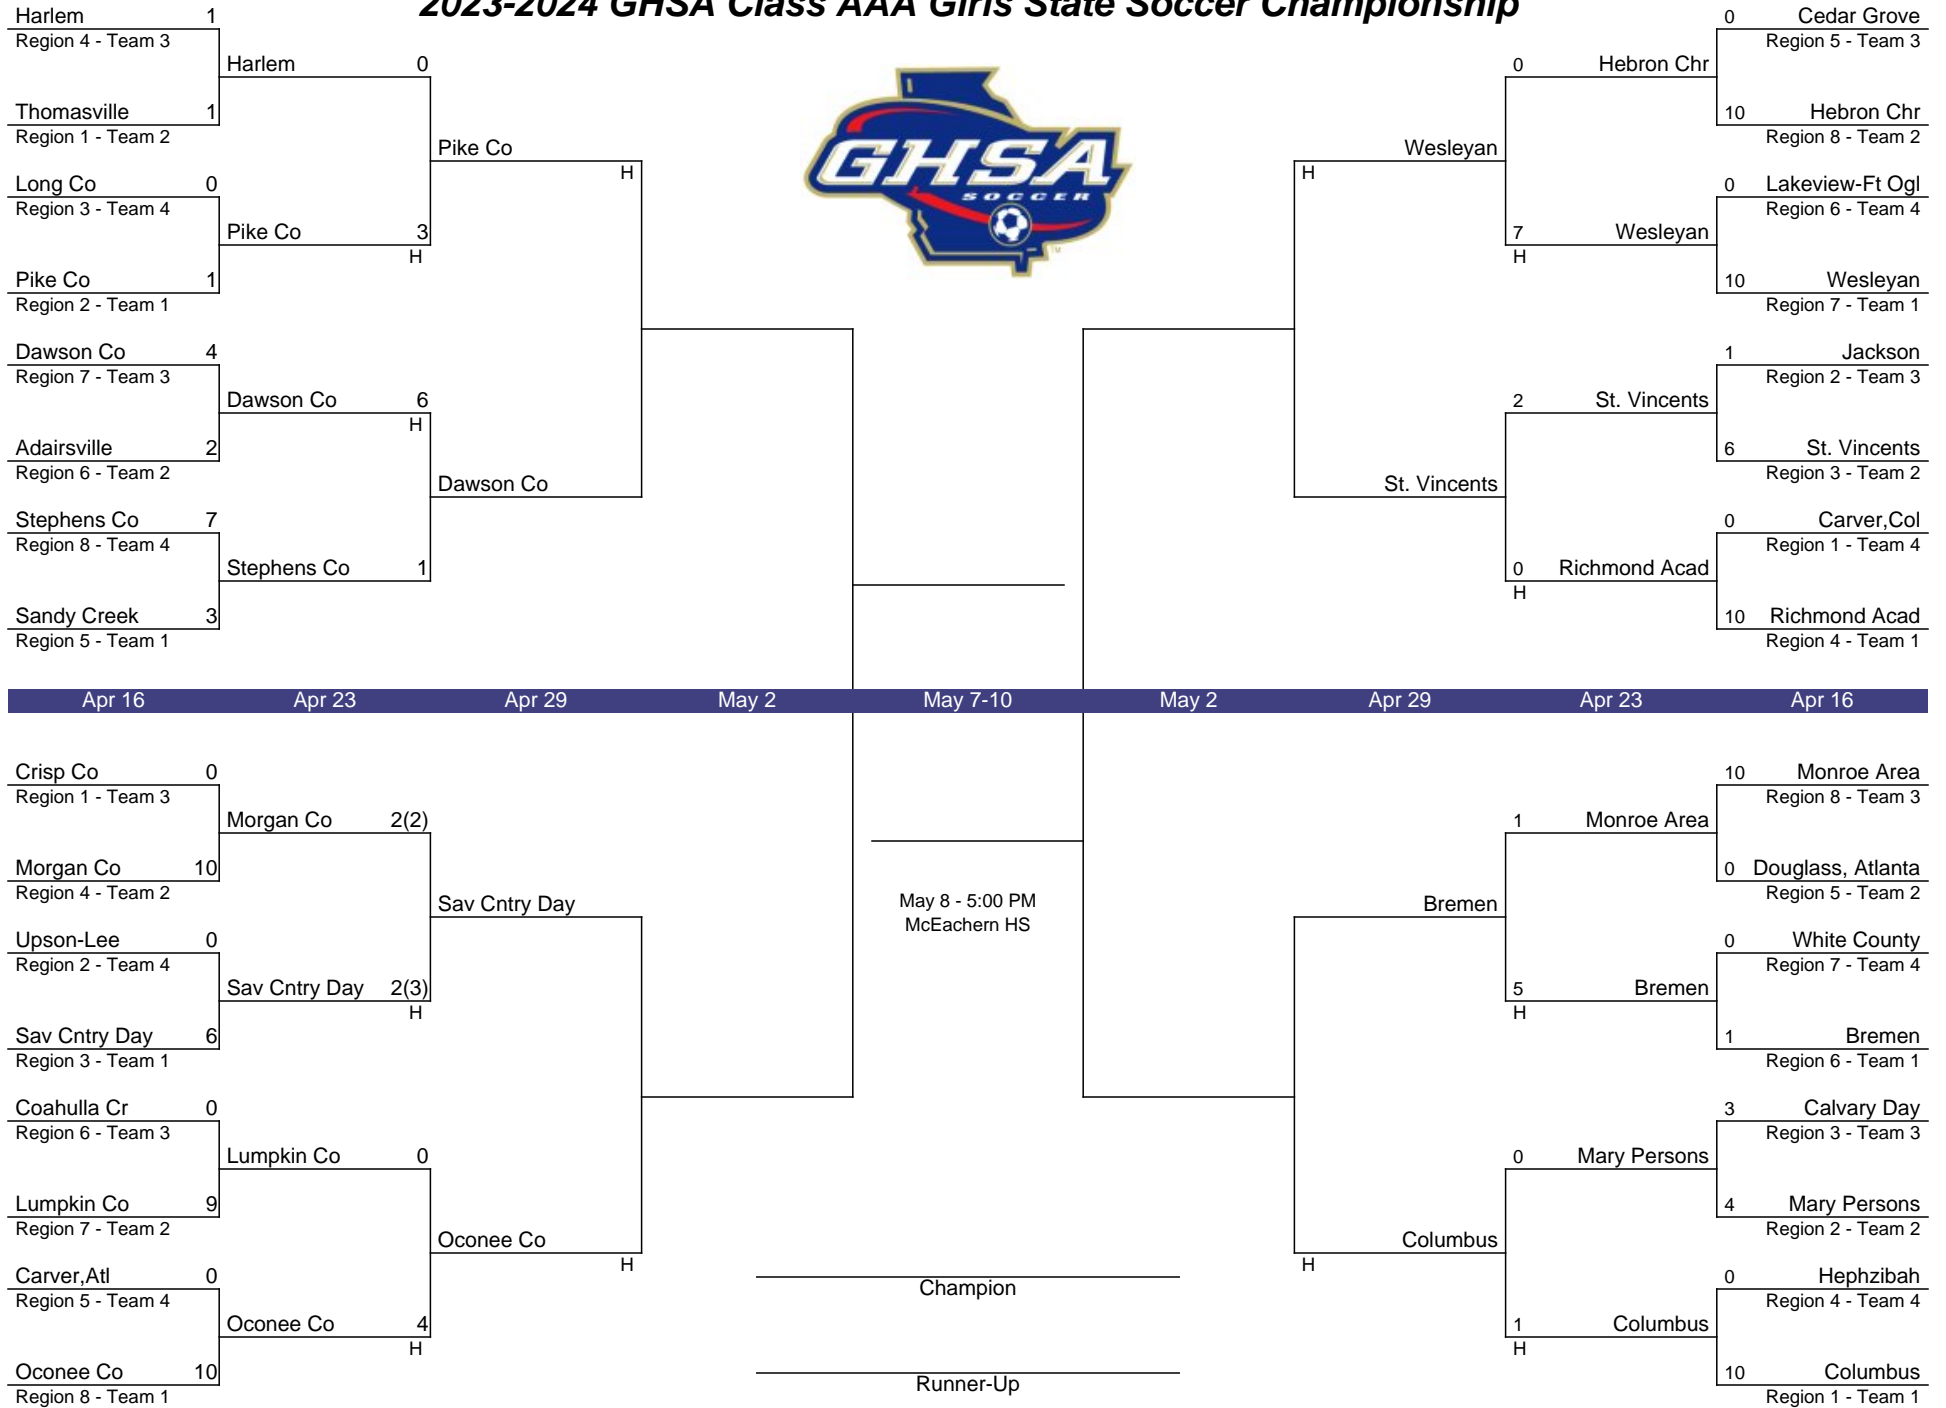 2023-2024 GHSA Class AAA Girls State Soccer Championship
Harlem 1
Region 4 - Team 3
Thomasville 1
Region 1 - Team 2
Long Co 0
Region 3 - Team 4
Pike Co 1
Region 2 - Team 1
Dawson Co 4
Region 7 - Team 3
Adairsville 2
Region 6 - Team 2
Stephens Co 7
Region 8 - Team 4
Sandy Creek 3
Region 5 - Team 1
Harlem 0
Pike Co 3
H
Dawson Co 6
H
Stephens Co 1
Pike Co
H
Dawson Co
GHSA
SOCCER
TM
Wesleyan
H
St. Vincents
0 Hebron Chr
7 Wesleyan
H
2 St. Vincents
0 Richmond Acad
H
0 Cedar Grove
Region 5 - Team 3
10 Hebron Chr
Region 8 - Team 2
0 Lakeview-Ft Ogl
Region 6 - Team 4
10 Wesleyan
Region 7 - Team 1
1 Jackson
Region 2 - Team 3
6 St. Vincents
Region 3 - Team 2
0 Carver,Col
Region 1 - Team 4
10 Richmond Acad
Region 4 - Team 1
Apr 16 Apr 23 Apr 29 May 2 May 7-10 May 2 Apr 29 Apr 23 Apr 16
Crisp Co 0
Region 1 - Team 3
Morgan Co 10
Region 4 - Team 2
Upson-Lee 0
Region 2 - Team 4
Sav Cntry Day 6
Region 3 - Team 1
Coahulla Cr 0
Region 6 - Team 3
Lumpkin Co 9
Region 7 - Team 2
Carver,Atl 0
Region 5 - Team 4
Oconee Co 10
Region 8 - Team 1
Morgan Co 2(2)
Sav Cntry Day 2(3)
H
Lumpkin Co 0
Oconee Co 4
H
Sav Cntry Day
Oconee Co
H
May 8 - 5:00 PM
McEachern HS
Champion
Runner-Up
Bremen
Columbus
H
1 Monroe Area
5 Bremen
H
0 Mary Persons
1 Columbus
H
10 Monroe Area
Region 8 - Team 3
0 Douglass, Atlanta
Region 5 - Team 2
0 White County
Region 7 - Team 4
1 Bremen
Region 6 - Team 1
3 Calvary Day
Region 3 - Team 3
4 Mary Persons
Region 2 - Team 2
0 Hephzibah
Region 4 - Team 4
10 Columbus
Region 1 - Team 1